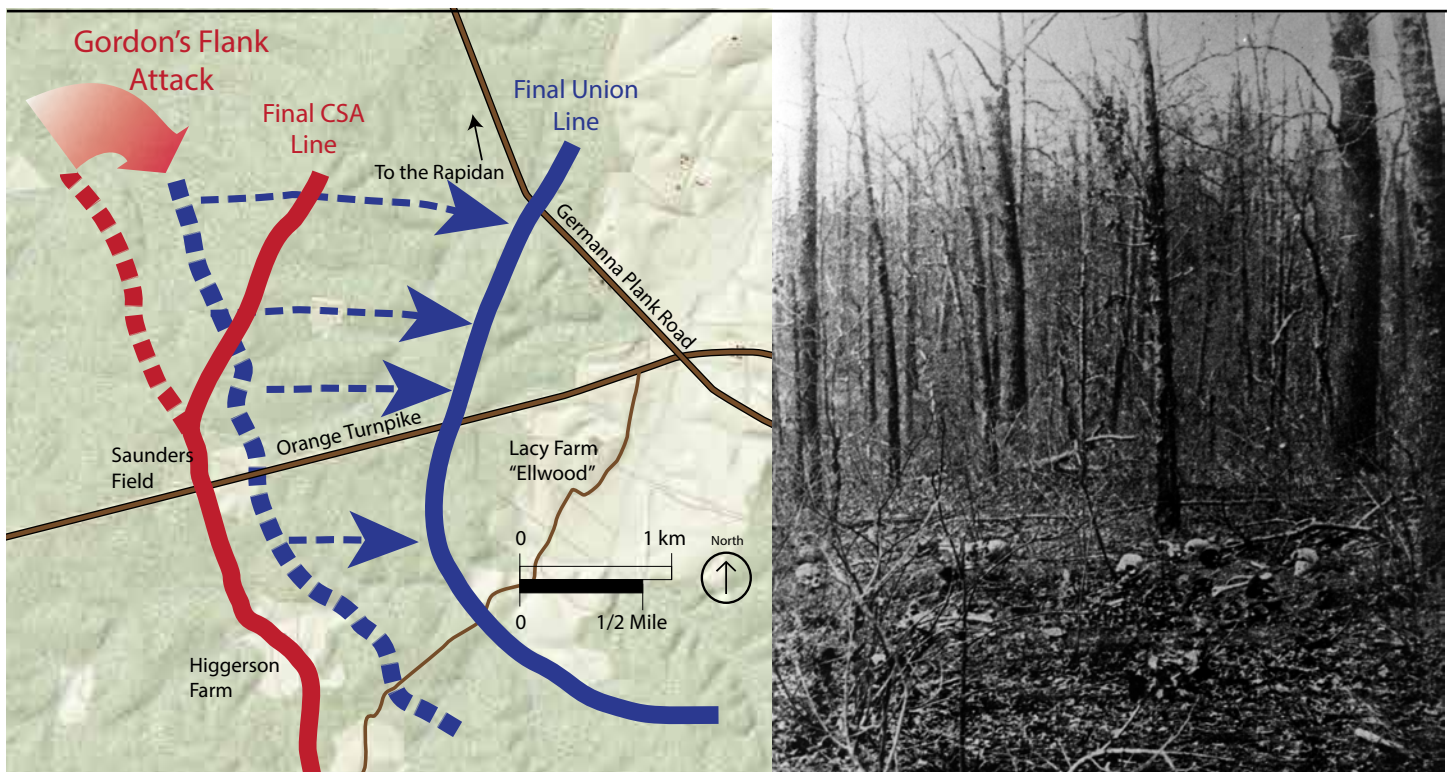 Gordon's Flank
Attack
Final CSA
Line
Final Union
Line
To the Rapidan
Germanna Plank Road
Orange Turnpike
Saunders
Field
Lacy Farm
"Ellwood"
0
1 km
North
0
1/2 Mile
Higgerson
Farm